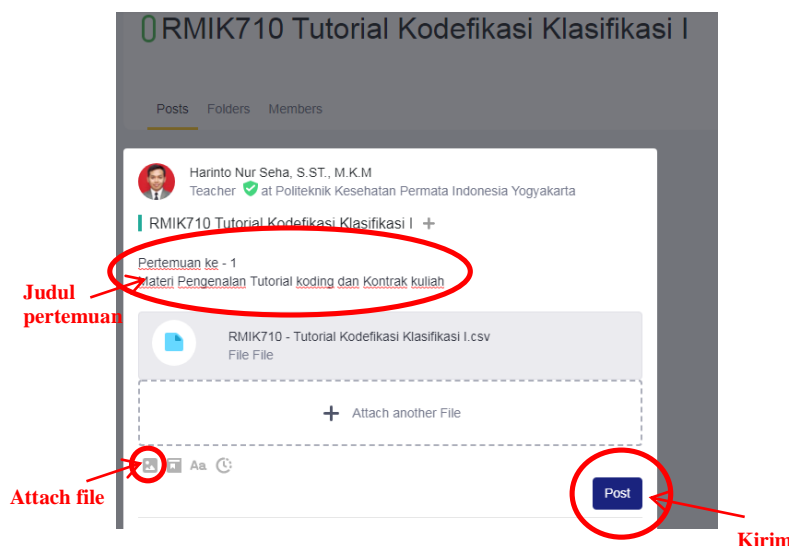 RMIK710 Tutorial Kodefikasi Klasifikasi I
Posts Folders Members
Harinto Nur Seha, S.ST., M.K.M
Teacher at Politeknik Kesehatan Permata Indonesia Yogyakarta
RMIK710 Tutorial Kodefikasi Klasifikasi I +
Pertemuan ke - 1
Materi Pengenalan Tutorial koding dan Kontrak kuliah
Judul
pertemuan
RMIK710 - Tutorial Kodefikasi Klasifikasi I.csv
File File
+ Attach another File
Aa
Attach file
Post
Kirim